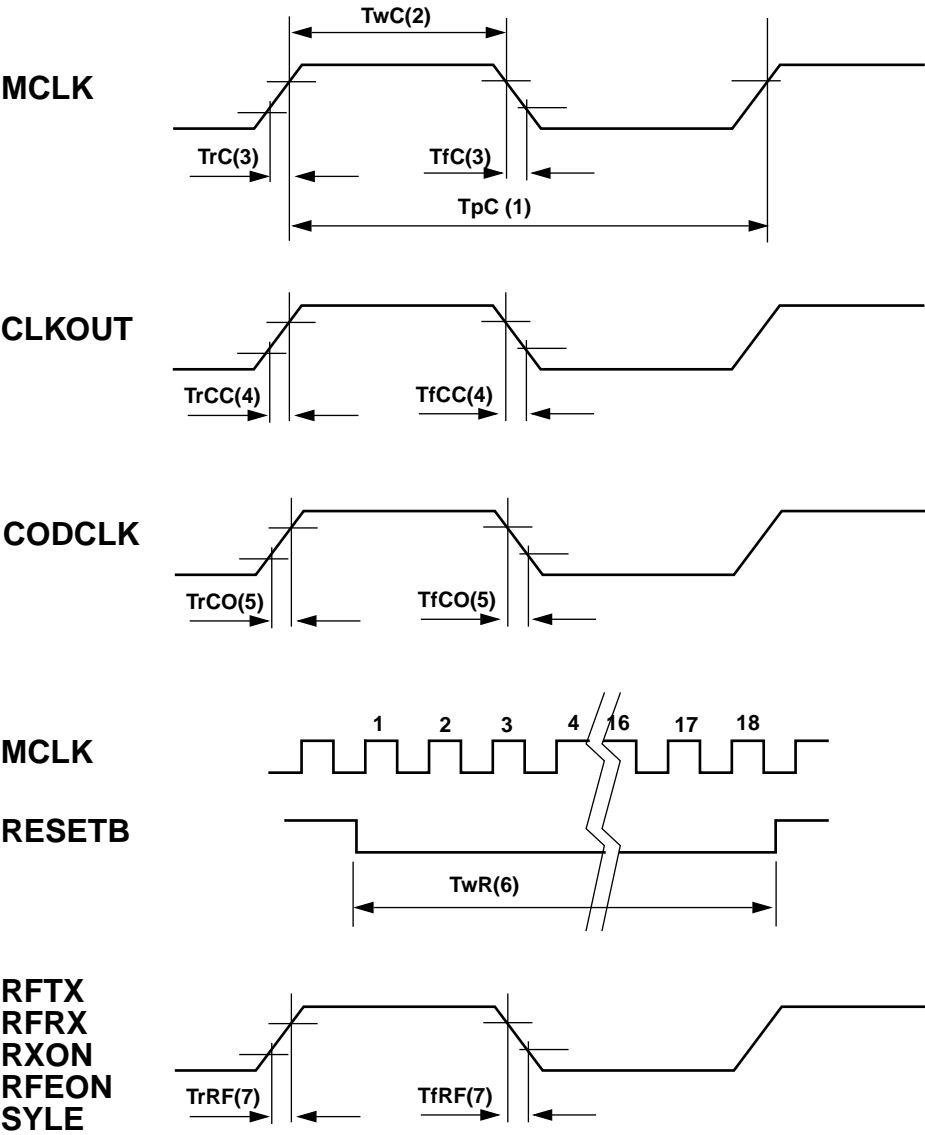 TwC(2)
MCLK
TrC(3)
TfC(3)
TpC (1)
CLKOUT
TrCC(4)
TfCC(4)
CODCLK
TrCO(5)
TfCO(5)
1 2 3 4 16 17 18
MCLK
RESETB
TwR(6)
RFTX
RFRX
RXON
RFEON
TrRF(7)
TfRF(7)
SYLE